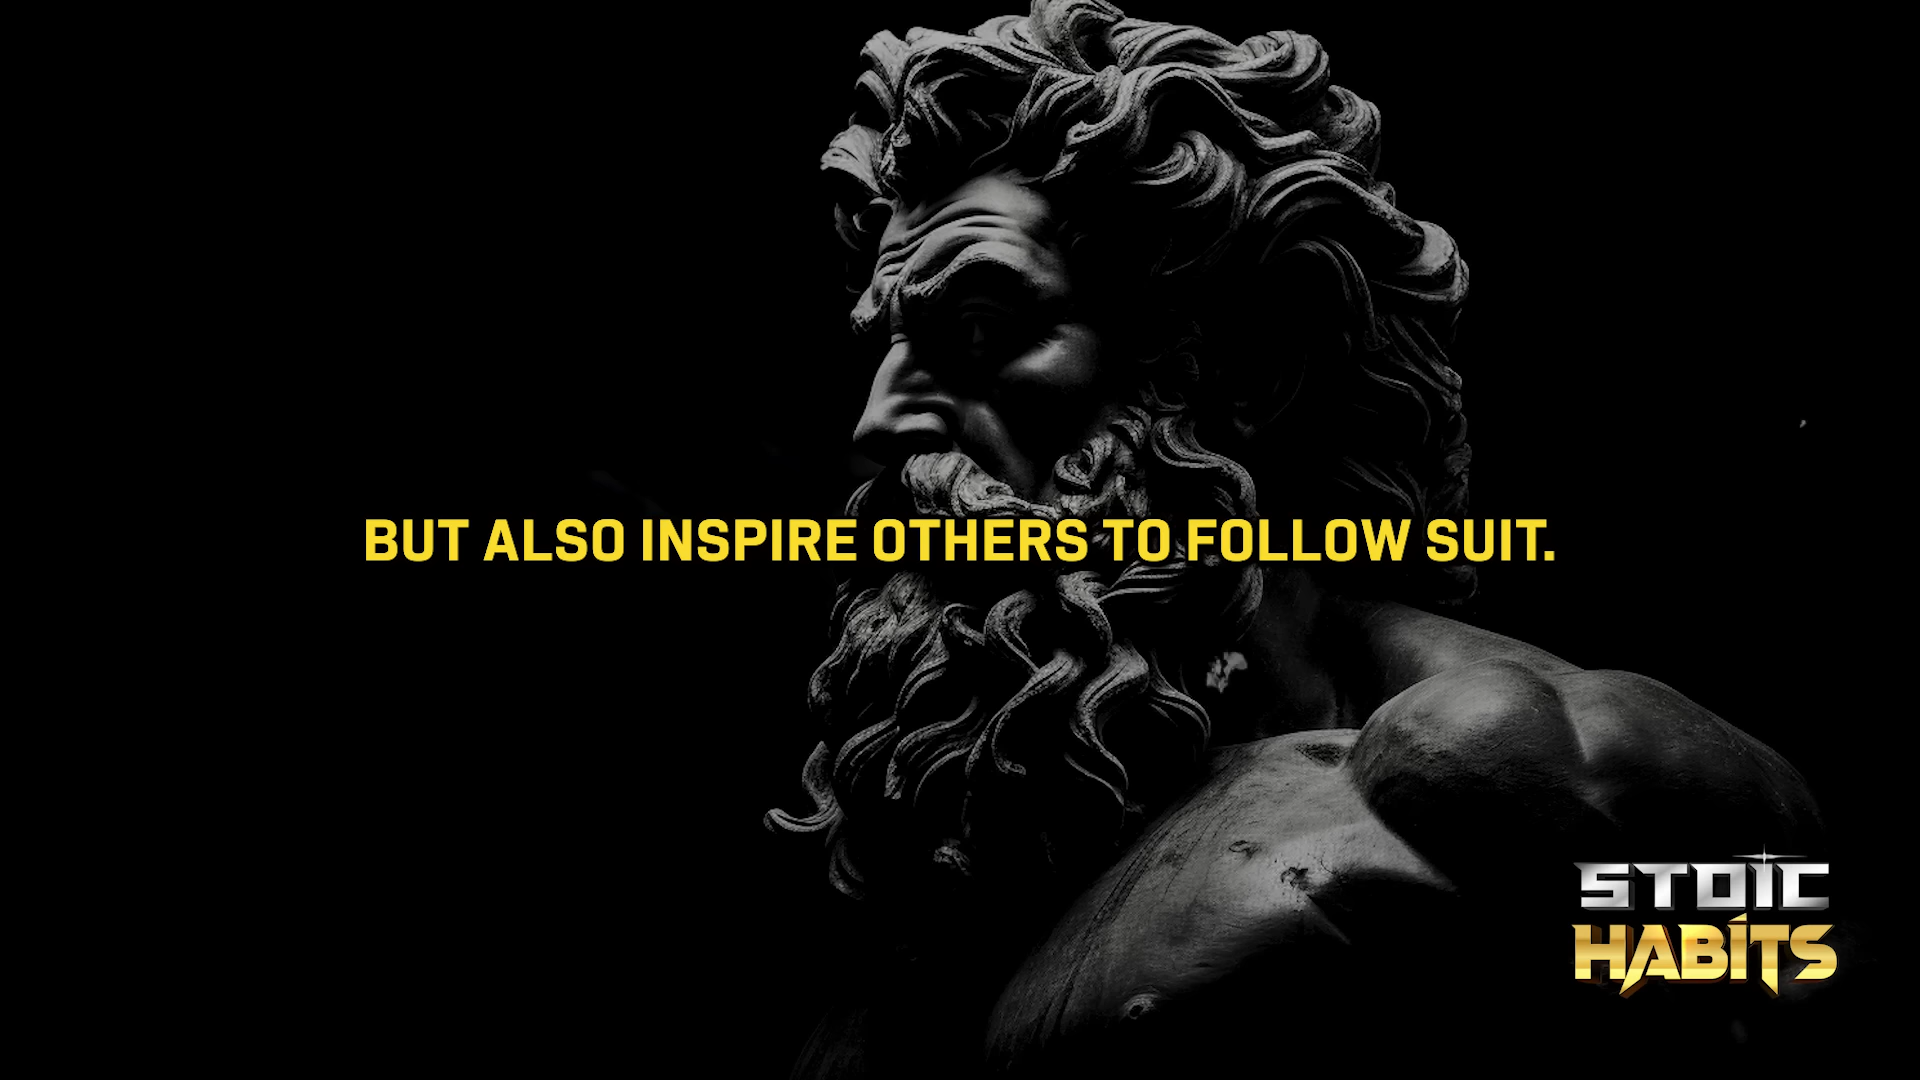 BUT ALSO INSPIRE OTHERS TO FOLLOW SUIT.
STOIC
HABITS